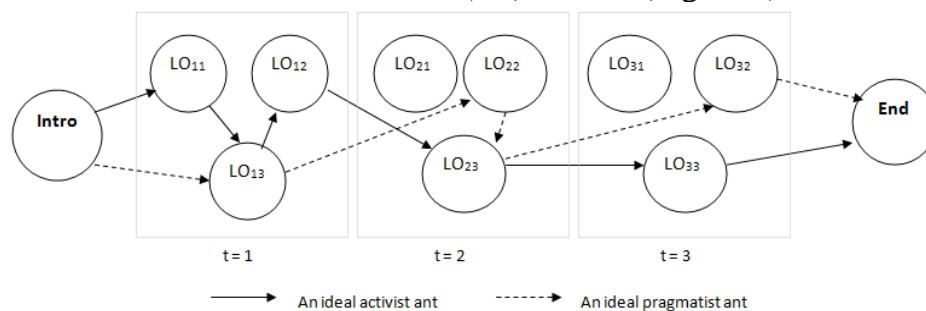 LO₁₁ LO₁₂ LO₂₁ LO₂₂ LO₃₁ LO₃₂
Intro End
LO₁₃ LO₂₃ LO₃₃
t = 1 t = 2 t = 3
An ideal activist ant An ideal pragmatist ant